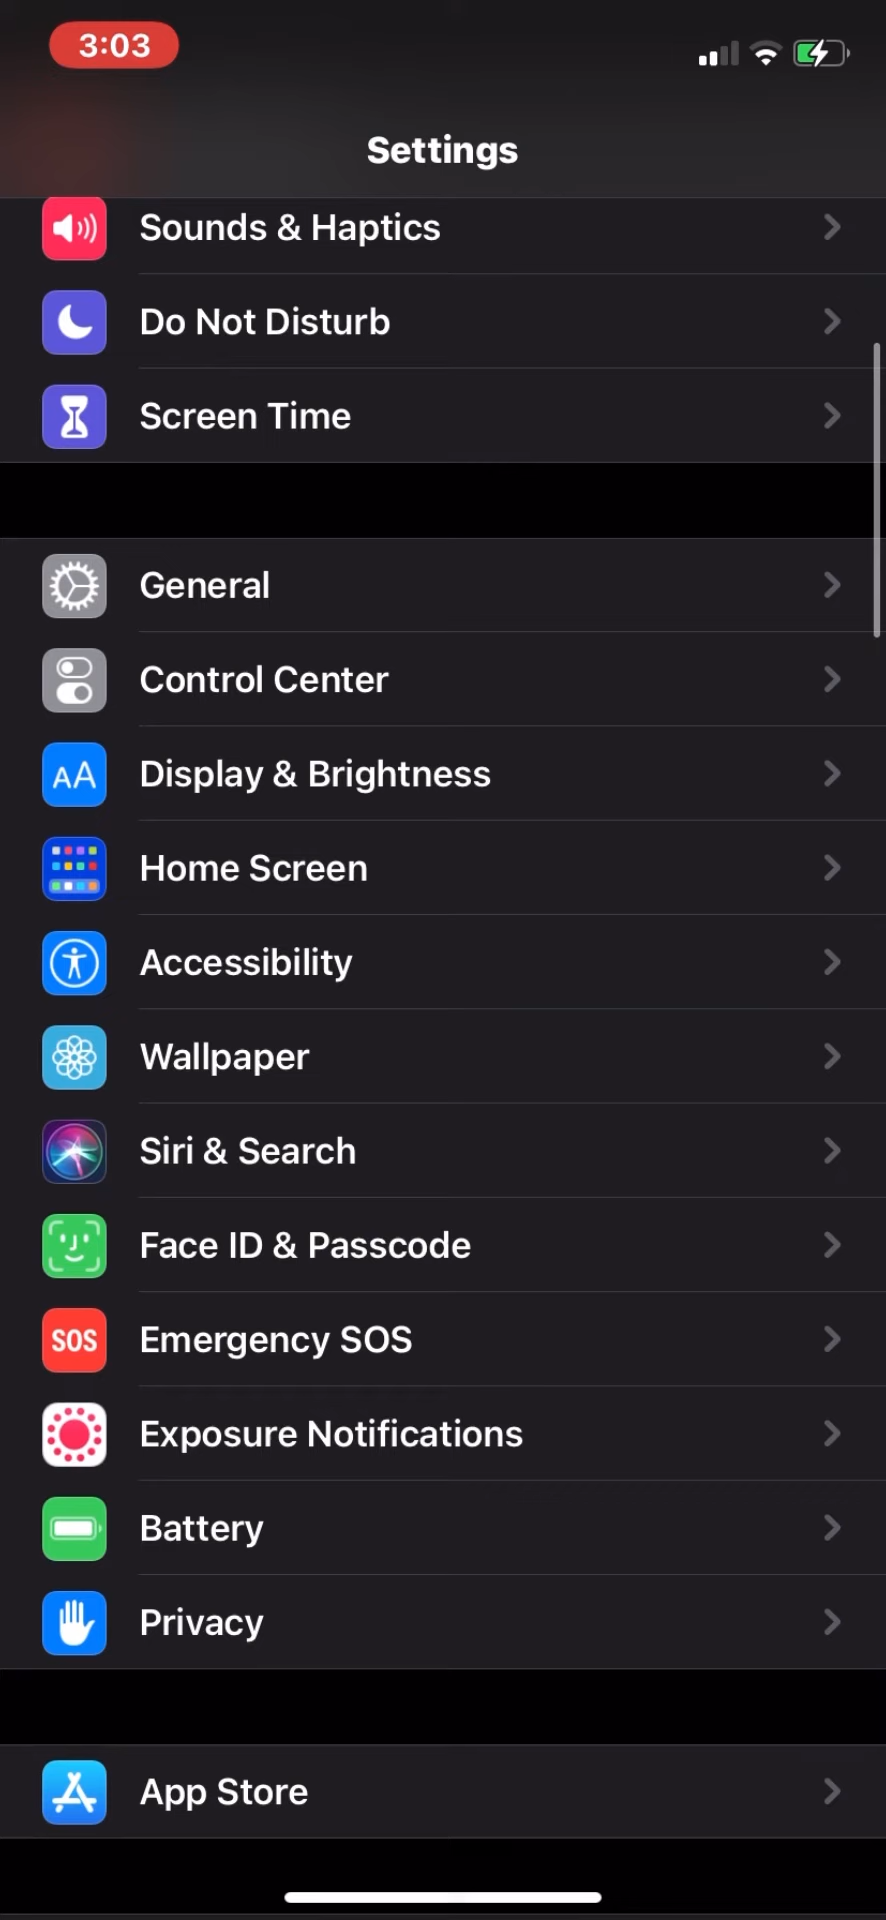 3:03
Settings
Sounds & Haptics
Do Not Disturb
Screen Time
General
Control Center
AA Display & Brightness
Home Screen
Accessibility
Wallpaper
Siri & Search
Face ID & Passcode
SOS Emergency SOS
Exposure Notifications
Battery
Privacy
App Store